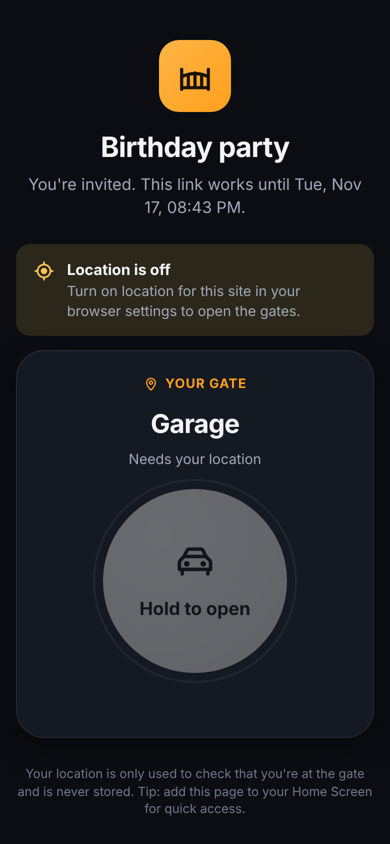 Birthday party
You're invited. This link works until Tue, Nov
17, 08:43 PM.
Location is off
Turn on location for this site in your
browser settings to open the gates.
YOUR GATE
Garage
Needs your location
Hold to open
Your location is only used to check that you're at the gate
and is never stored. Tip: add this page to your Home Screen
for quick access.